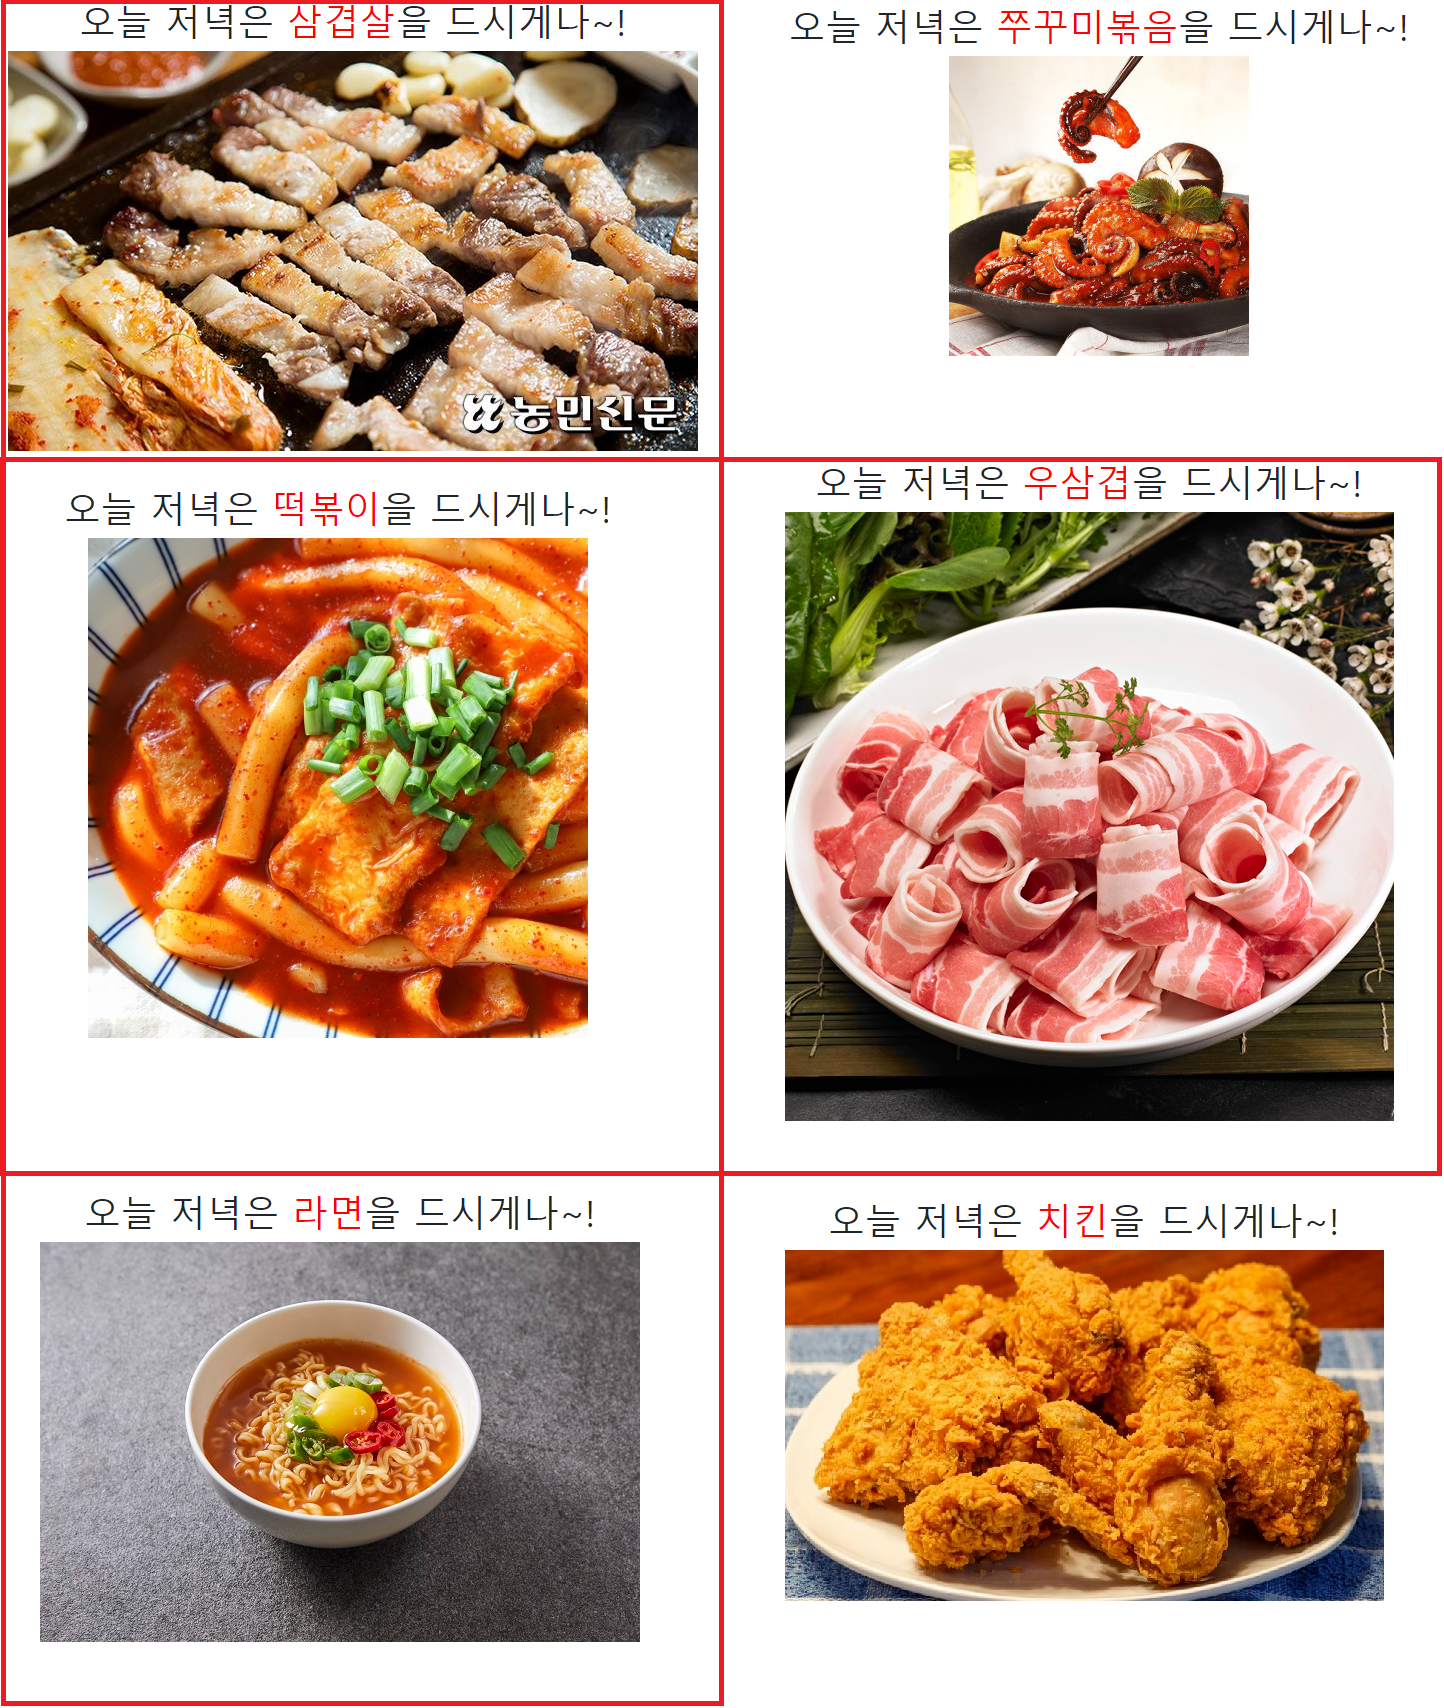 오늘 저녁은 삼겹살을 드시게나~!
오늘 저녁은 쭈꾸미볶음을 드시게나~!
농민신문
오늘 저녁은 떡볶이을 드시게나~!
오늘 저녁은 우삼겹을 드시게나~!
오늘 저녁은 라면을 드시게나~!
오늘 저녁은 치킨을 드시게나~!